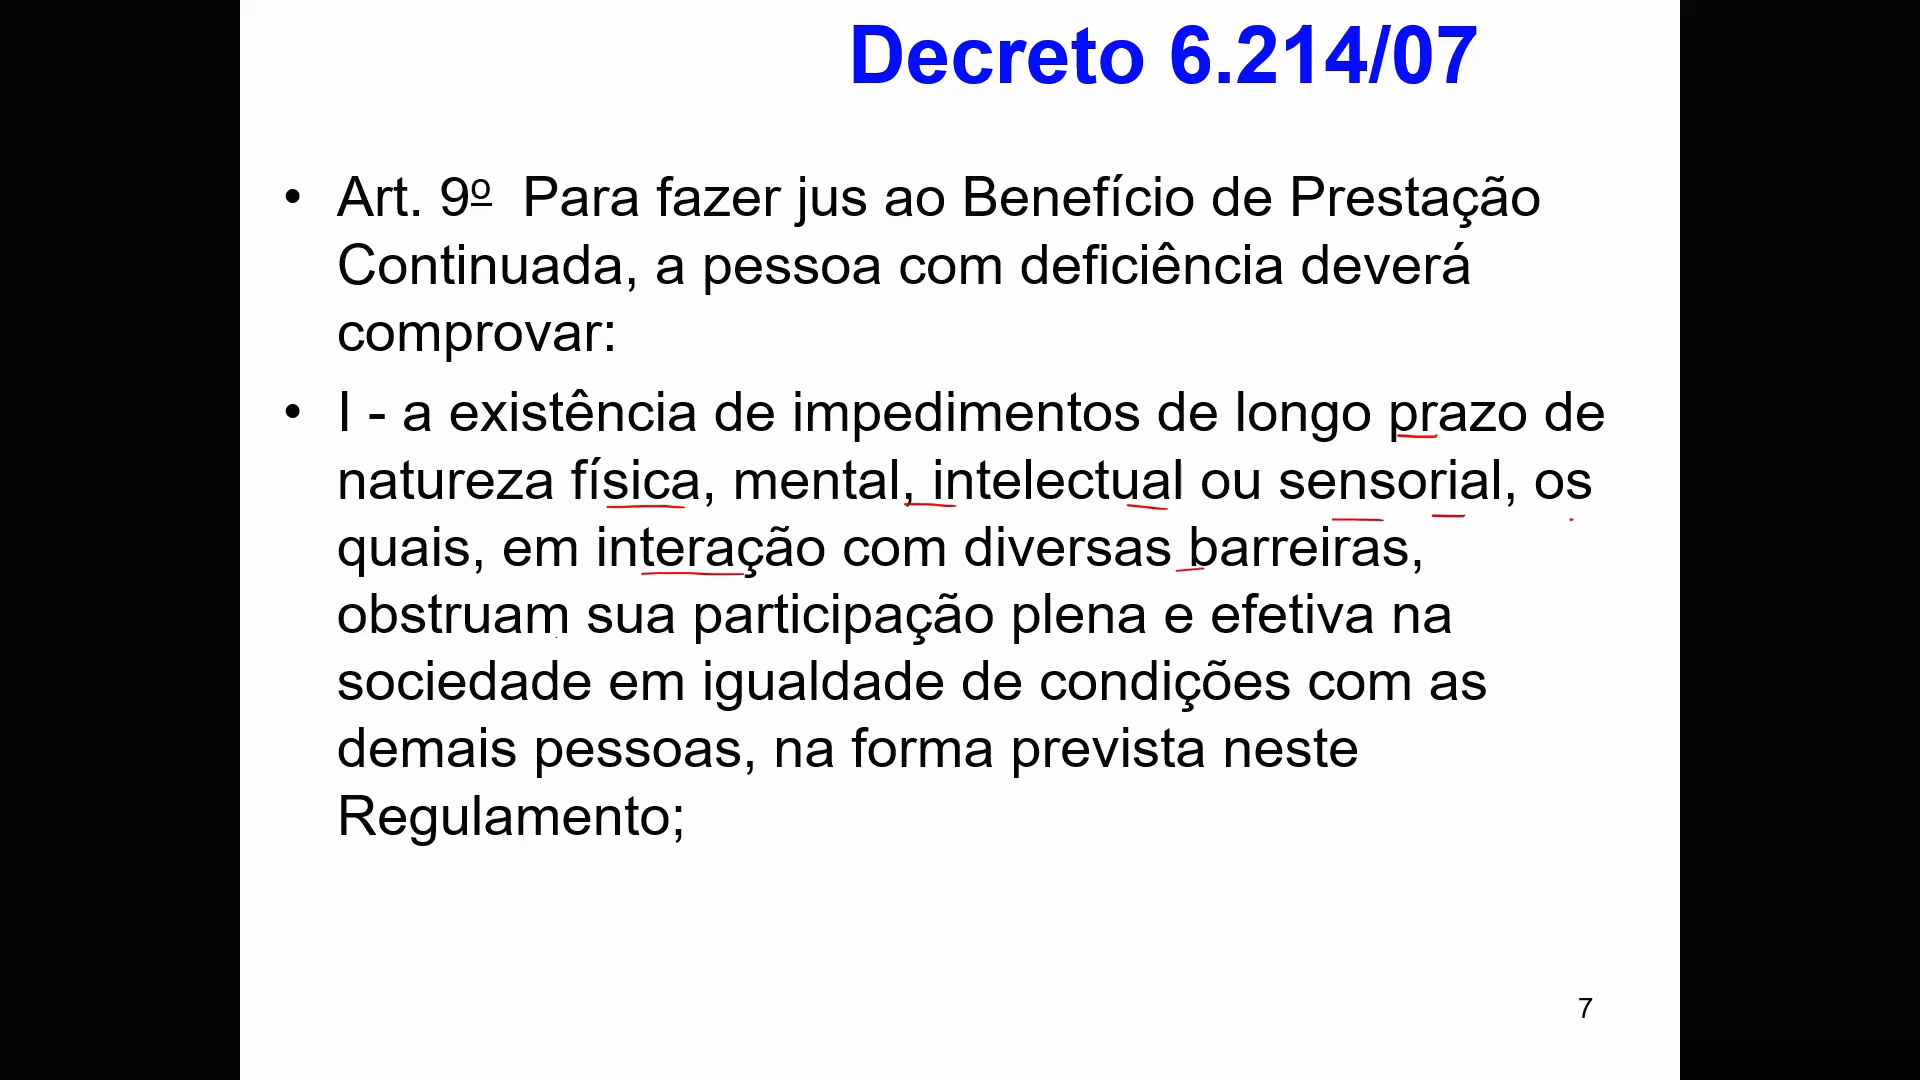 Decreto 6.214/07
• Art. 9º Para fazer jus ao Benefício de Prestação
Continuada, a pessoa com deficiência deverá
comprovar:
• I - a existência de impedimentos de longo prazo de
natureza física, mental, intelectual ou sensorial, os
quais, em interação com diversas barreiras,
obstruam sua participação plena e efetiva na
sociedade em igualdade de condições com as
demais pessoas, na forma prevista neste
Regulamento;
7